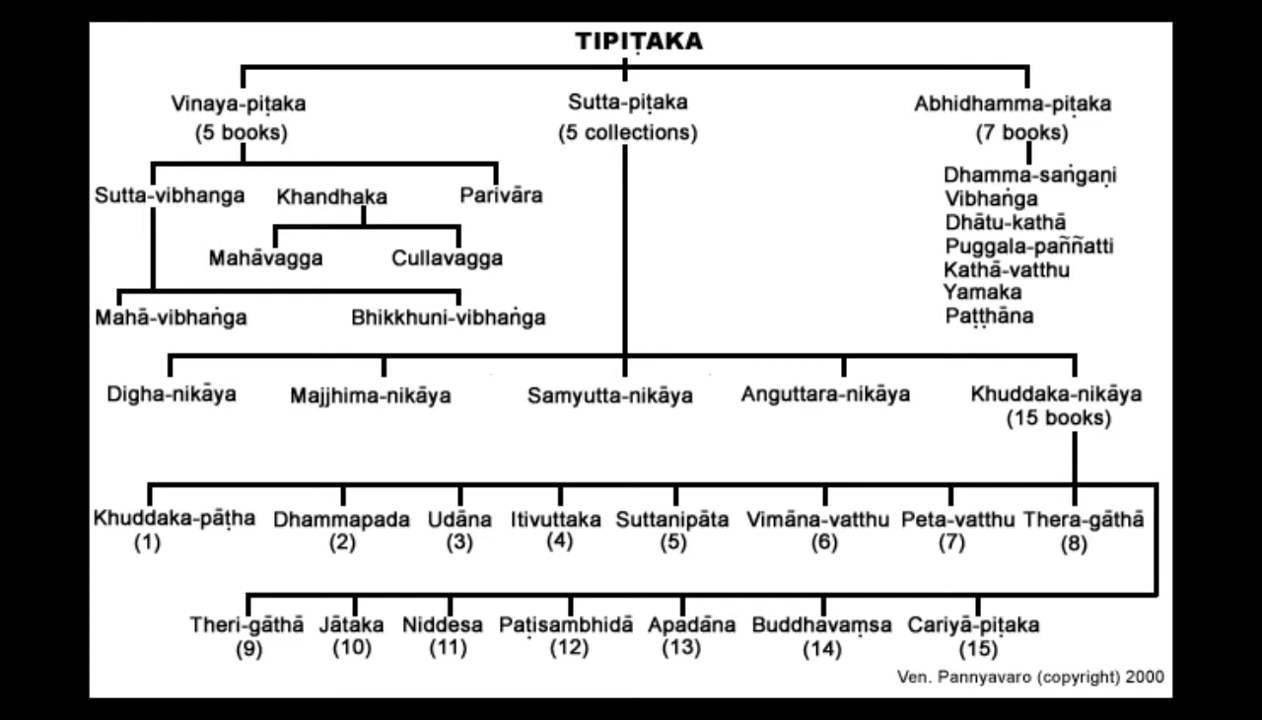 TIPIṬAKA
Vinaya-piṭaka
(5 books)
Sutta-piṭaka
(5 collections)
Abhidhamma-piṭaka
(7 books)
Sutta-vibhanga
Khandhaka
Parivāra
Mahāvagga
Cullavagga
Mahā-vibhaṅga
Bhikkhuni-vibhaṅga
Dhamma-saṅgaṇi
Vibhaṅga
Dhātu-kathā
Puggala-pañ̃ñatti
Kathā-vatthu
Yamaka
Paṭṭhāna
Digha-nikāya
Majjhima-nikāya
Samyutta-nikāya
Anguttara-nikāya
Khuddaka-nikāya
(15 books)
Khuddaka-pāṭha
(1)
Dhammapada
(2)
Udāna
(3)
Itivuttaka
(4)
Suttanipāta
(5)
Vimāna-vatthu
(6)
Peta-vatthu
(7)
Thera-gāthā
(8)
Theri-gāthā
(9)
Jātaka
(10)
Niddesa
(11)
Paṭisambhidā
(12)
Apadāna
(13)
Buddhavaṃsa
(14)
Cariyā-piṭaka
(15)
Ven. Pannyavaro (copyright) 2000